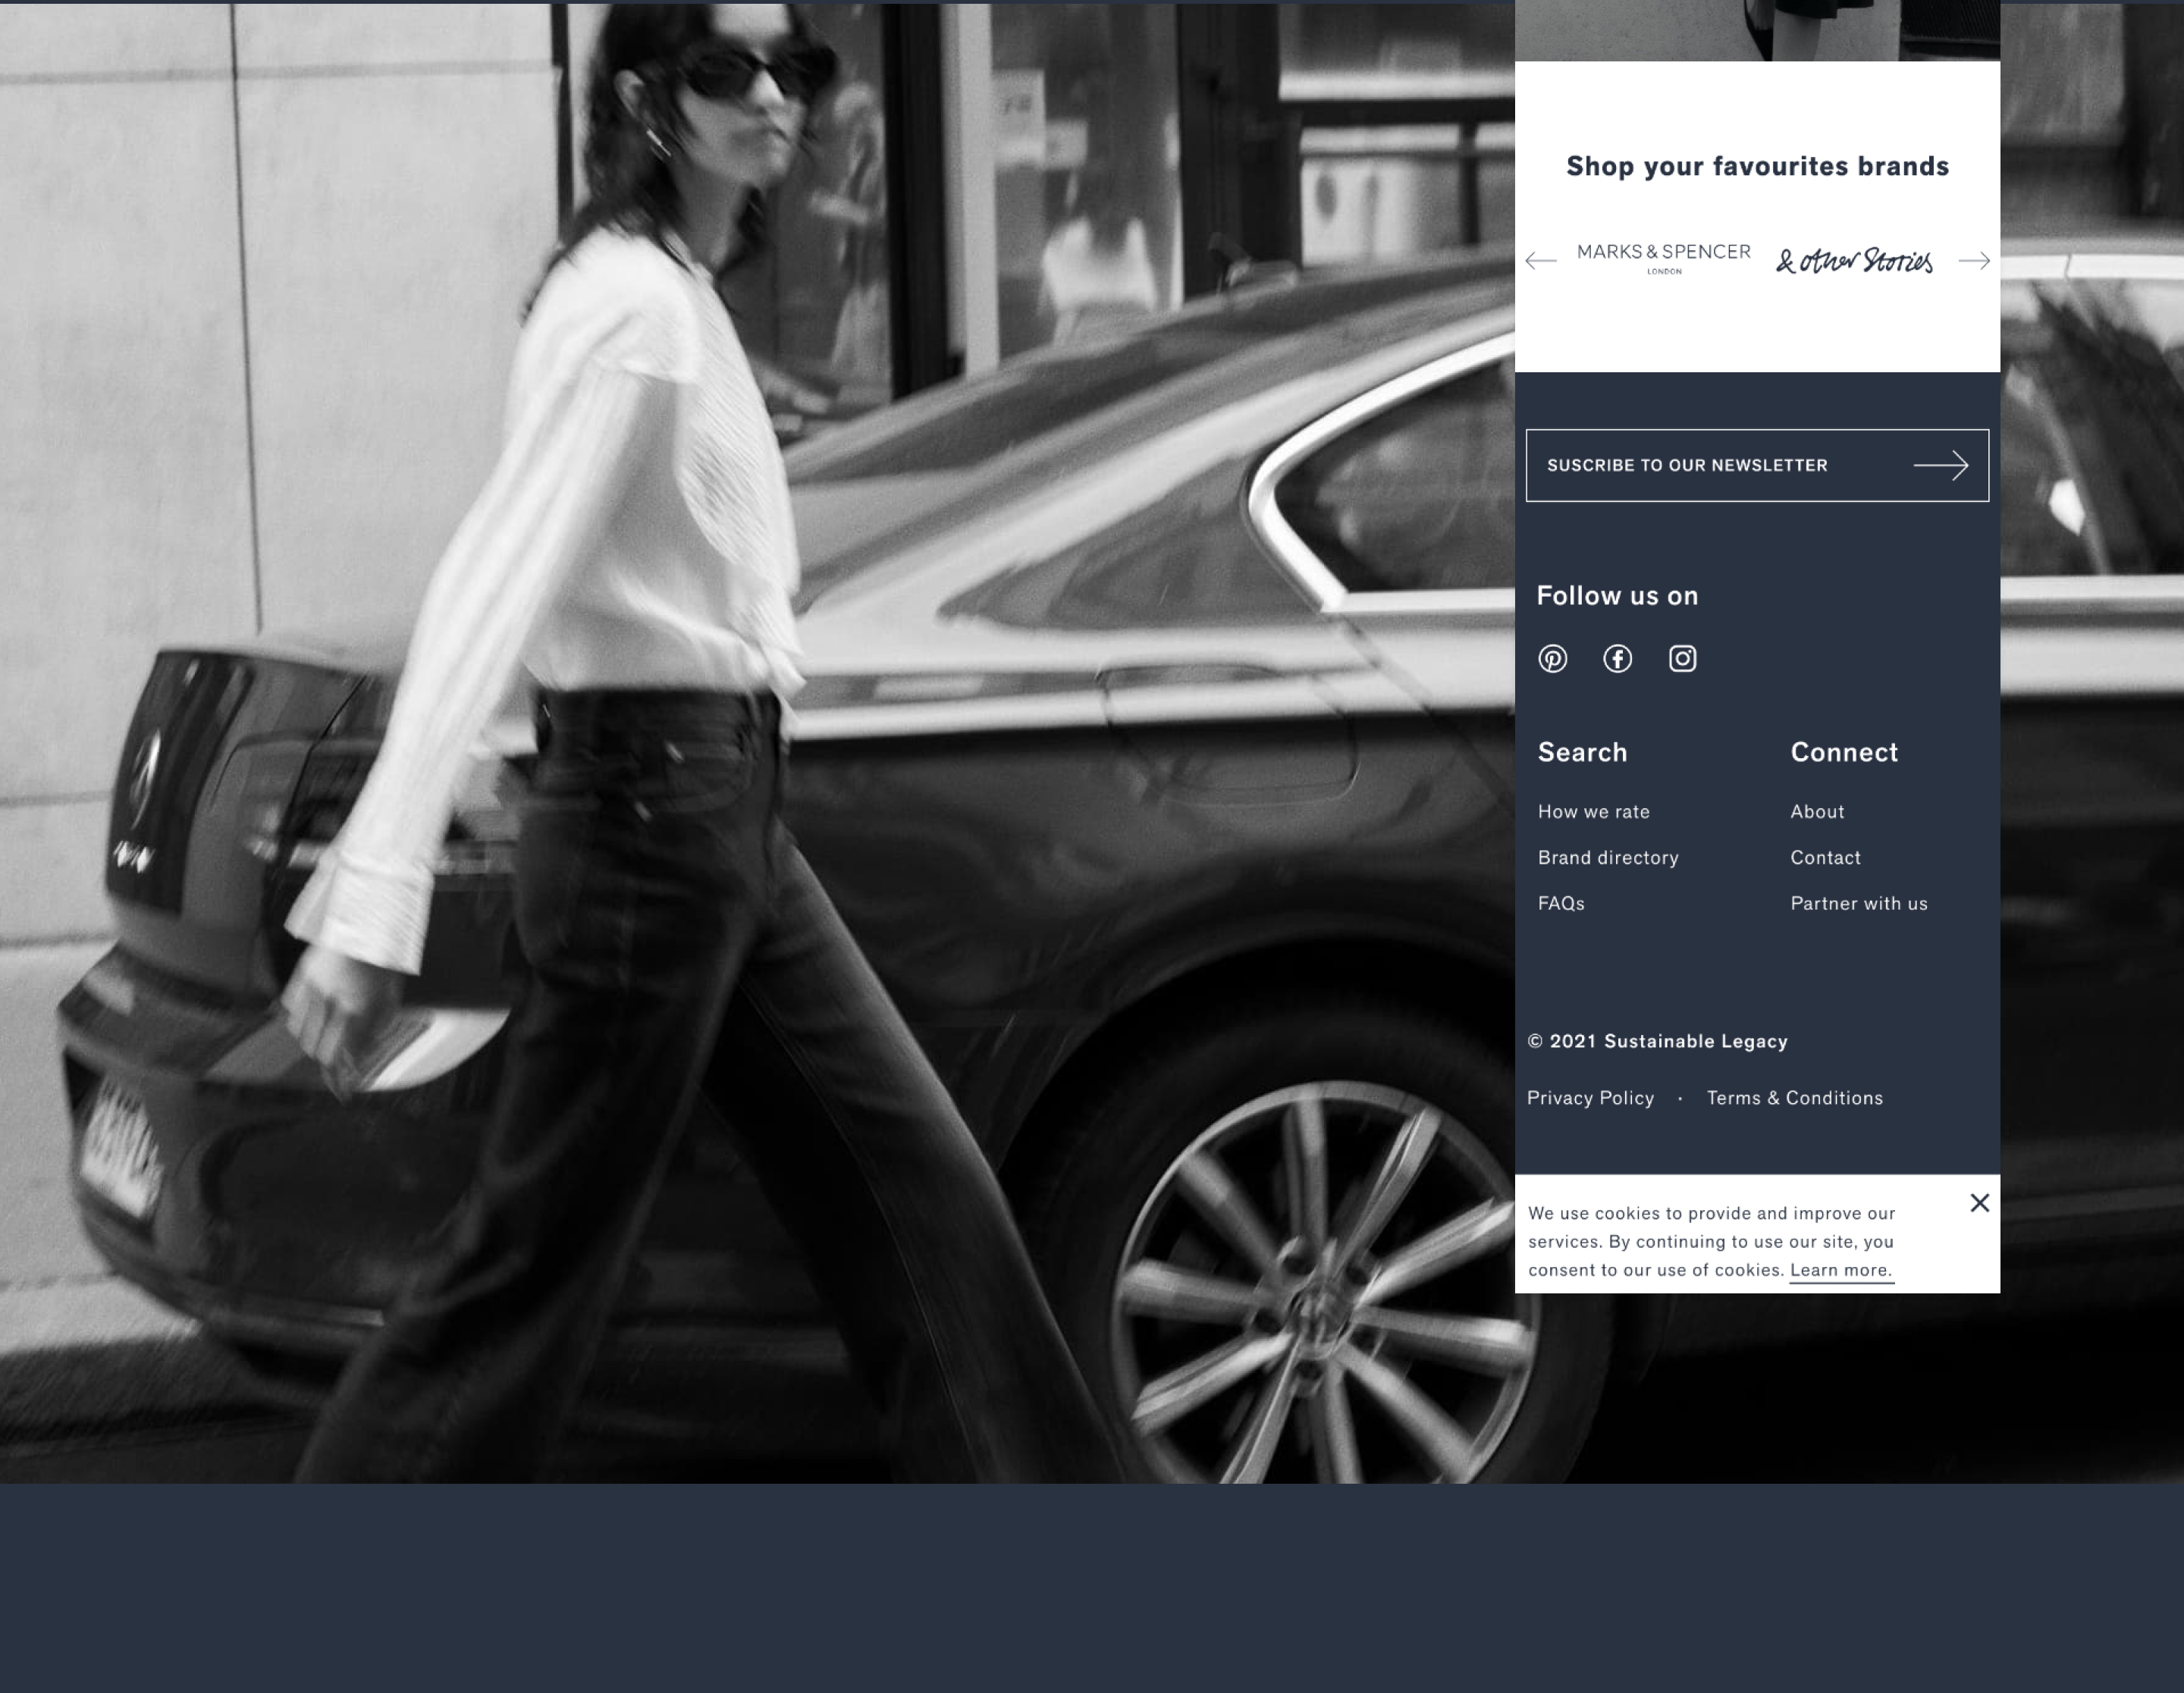 Shop your favourites brands
MARKS & SPENCER
LONDON
& other Stories
SUSCRIBE TO OUR NEWSLETTER
Follow us on
Search
How we rate
Brand directory
FAQs
Connect
About
Contact
Partner with us
© 2021 Sustainable Legacy
Privacy Policy · Terms & Conditions
We use cookies to provide and improve our
services. By continuing to use our site, you
consent to our use of cookies. Learn more.